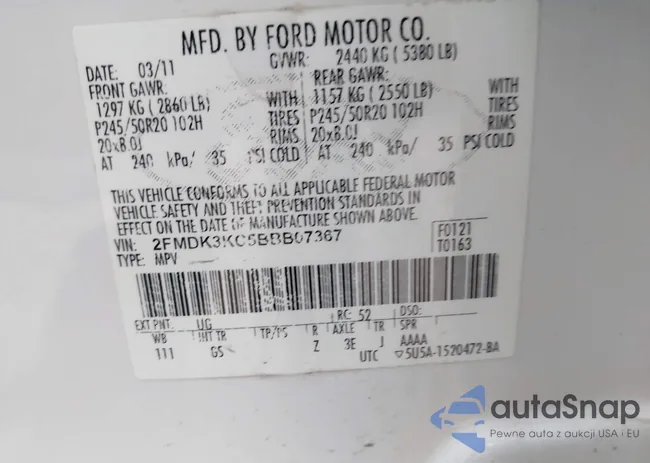 MFD. BY FORD MOTOR CO.
DATE: 03/11 GVWR: 2440 KG ( 5380 LB)
FRONT GAWR: REAR GAWR:
1297 KG ( 2860 LB) WITH 1157 KG ( 2550 LB) WITH
P245/50R20 102H TIRES P245/50R20 102H TIRES
20x8.0J RIMS 20x8.0J RIMS
AT 240 kPa/ 35 PSI COLD AT 240 kPa/ 35 PSI COLD
THIS VEHICLE CONFORMS TO ALL APPLICABLE FEDERAL MOTOR
VEHICLE SAFETY AND THEFT PREVENTION STANDARDS IN
EFFECT ON THE DATE OF MANUFACTURE SHOWN ABOVE.
VIN: 2FMDK3KC5BBB07367 F0121
TYPE: MPV T0163
EXT PNT: UG RC: 52 DSO:
WB INT TR TP/PS R AXLE TR SPR
111 GS Z 3E J AAAA
UTC ▽5U5A-1520472-BA
autaSnap
Pewne auta z aukcji USA i EU